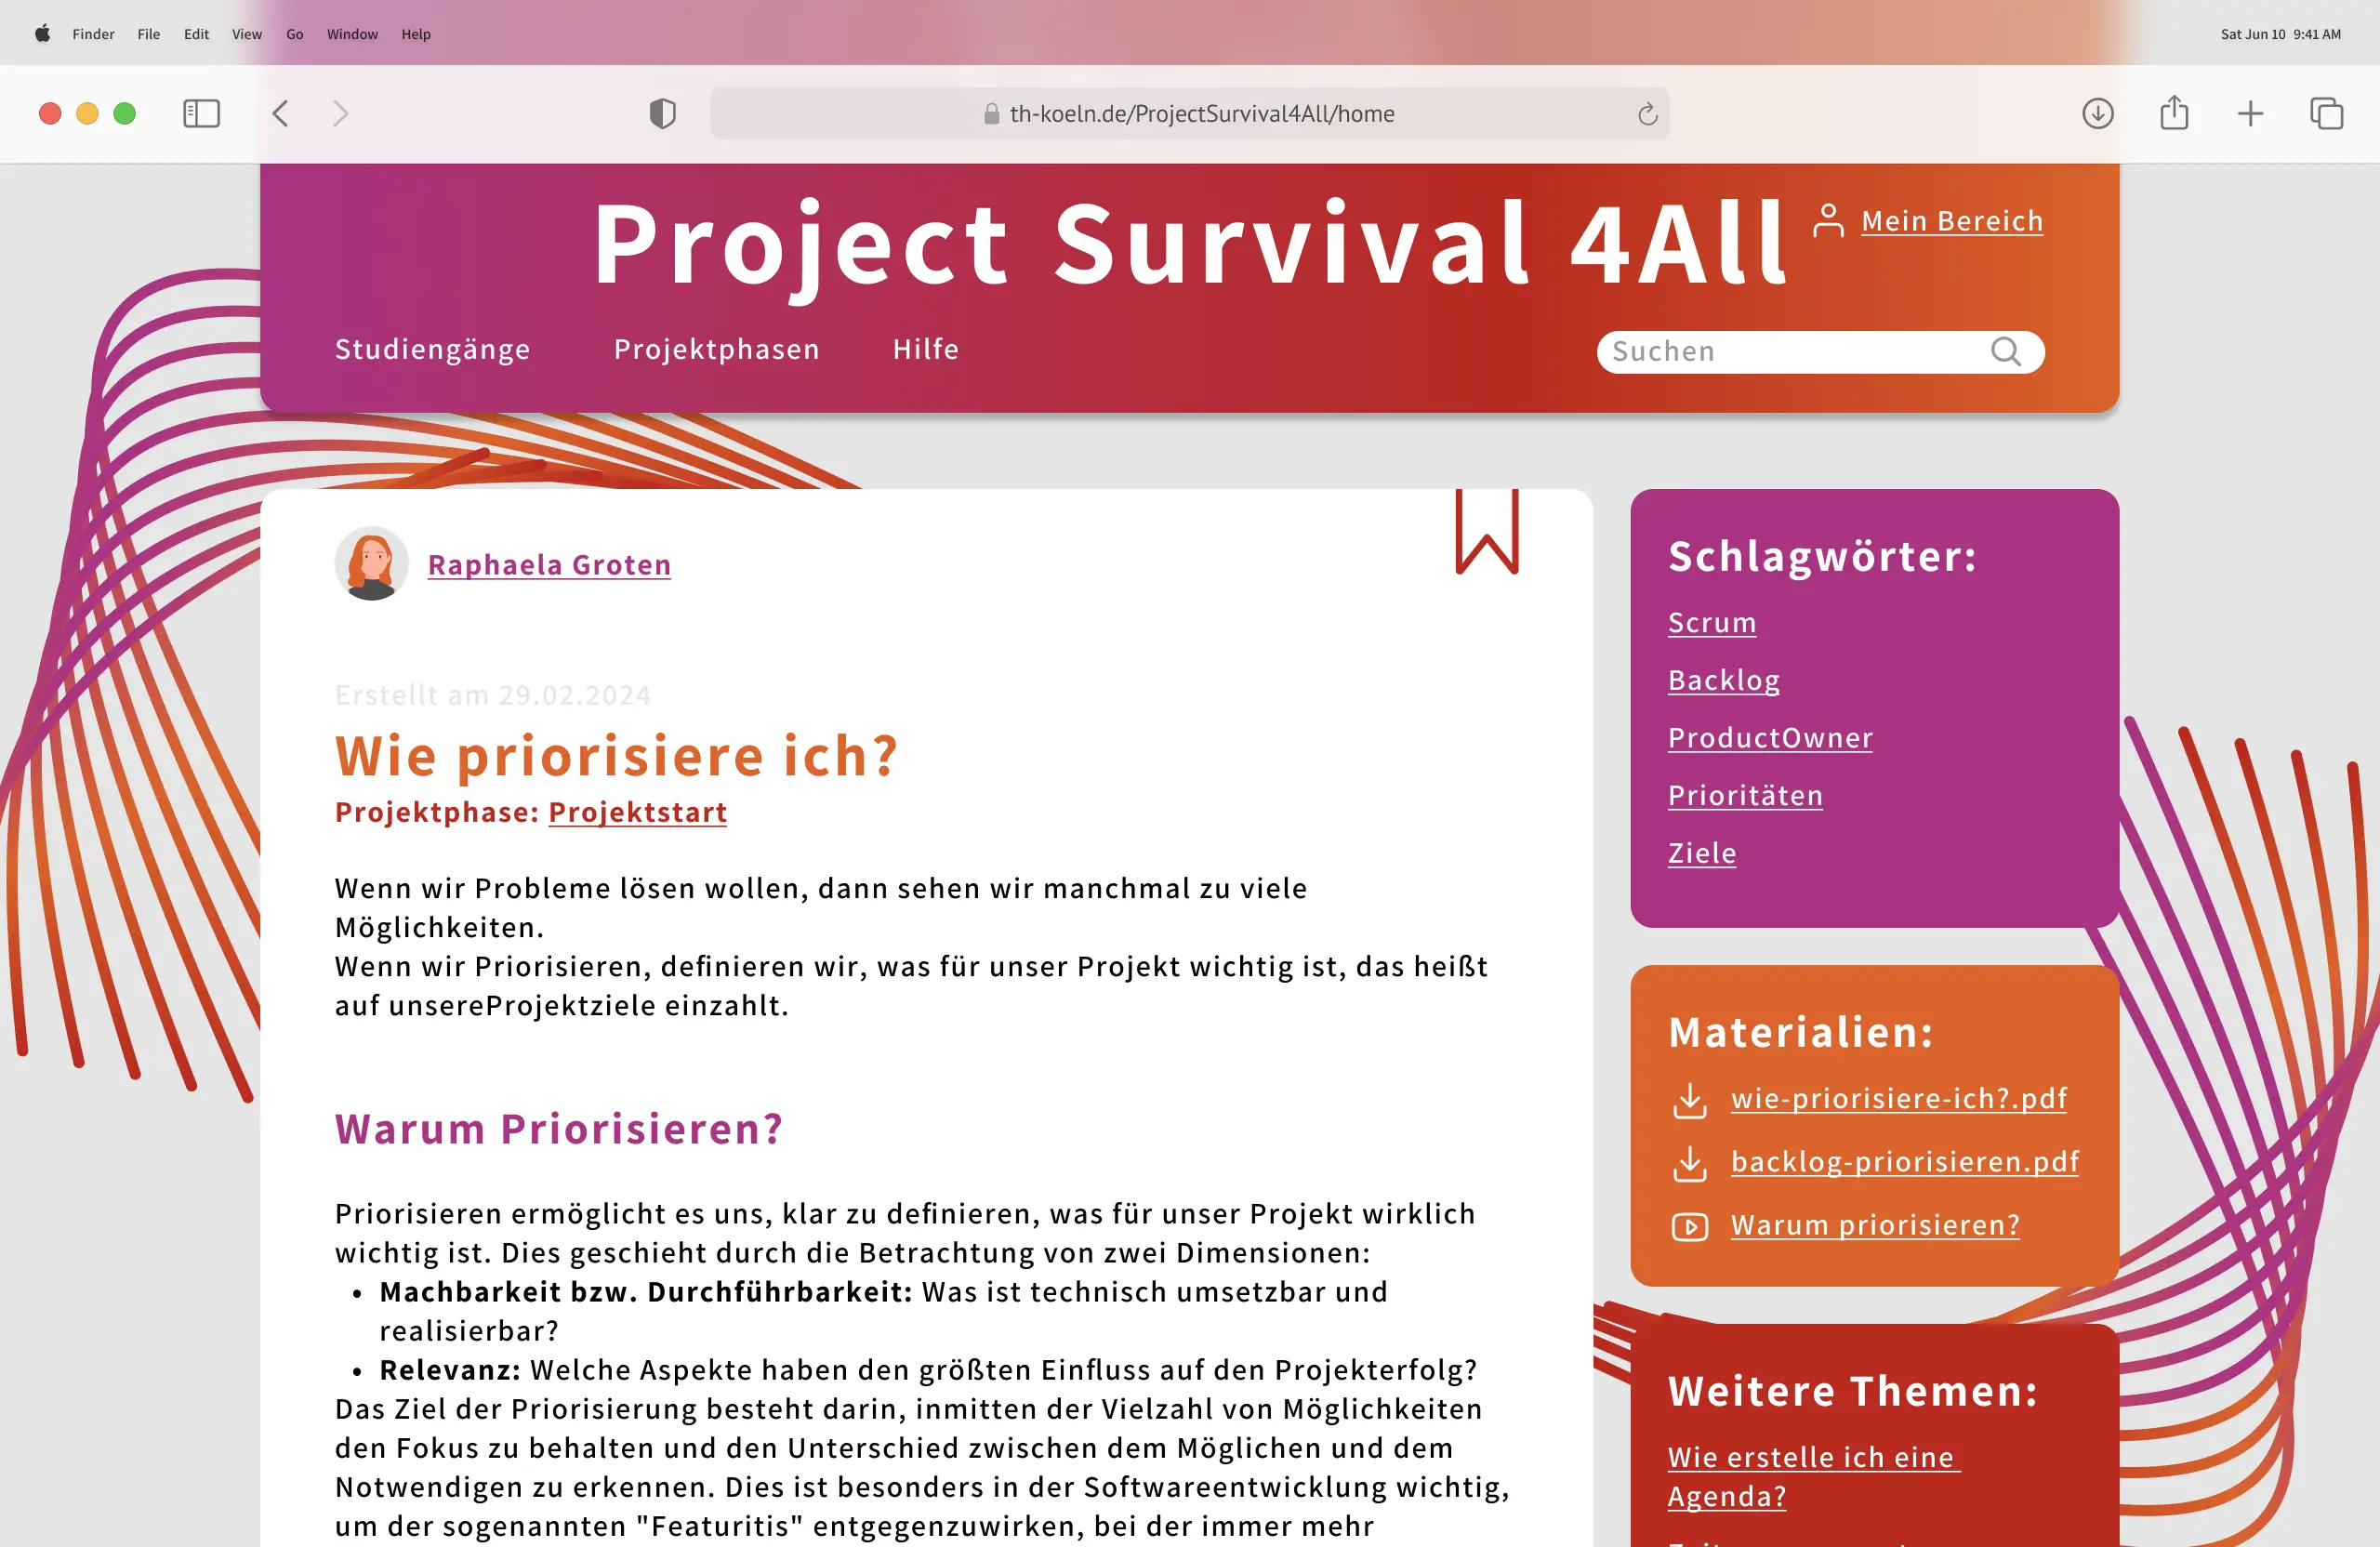 Finder File Edit View Go Window Help
Sat Jun 10 9:41 AM
th-koeln.de/ProjectSurvival4All/home
Project Survival 4All
Mein Bereich
Studiengänge Projektphasen Hilfe
Suchen
Raphaela Groten
Erstellt am 29.02.2024
Wie priorisiere ich?
Projektphase: Projektstart
Wenn wir Probleme lösen wollen, dann sehen wir manchmal zu viele
Möglichkeiten.
Wenn wir Priorisieren, definieren wir, was für unser Projekt wichtig ist, das heißt
auf unsereProjektziele einzahlt.
Warum Priorisieren?
Priorisieren ermöglicht es uns, klar zu definieren, was für unser Projekt wirklich
wichtig ist. Dies geschieht durch die Betrachtung von zwei Dimensionen:
• Machbarkeit bzw. Durchführbarkeit: Was ist technisch umsetzbar und
realisierbar?
• Relevanz: Welche Aspekte haben den größten Einfluss auf den Projekterfolg?
Das Ziel der Priorisierung besteht darin, inmitten der Vielzahl von Möglichkeiten
den Fokus zu behalten und den Unterschied zwischen dem Möglichen und dem
Notwendigen zu erkennen. Dies ist besonders in der Softwareentwicklung wichtig,
um der sogenannten "Featuritis" entgegenzuwirken, bei der immer mehr
Schlagwörter:
Scrum
Backlog
ProductOwner
Prioritäten
Ziele
Materialien:
wie-priorisiere-ich?.pdf
backlog-priorisieren.pdf
Warum priorisieren?
Weitere Themen:
Wie erstelle ich eine
Agenda?